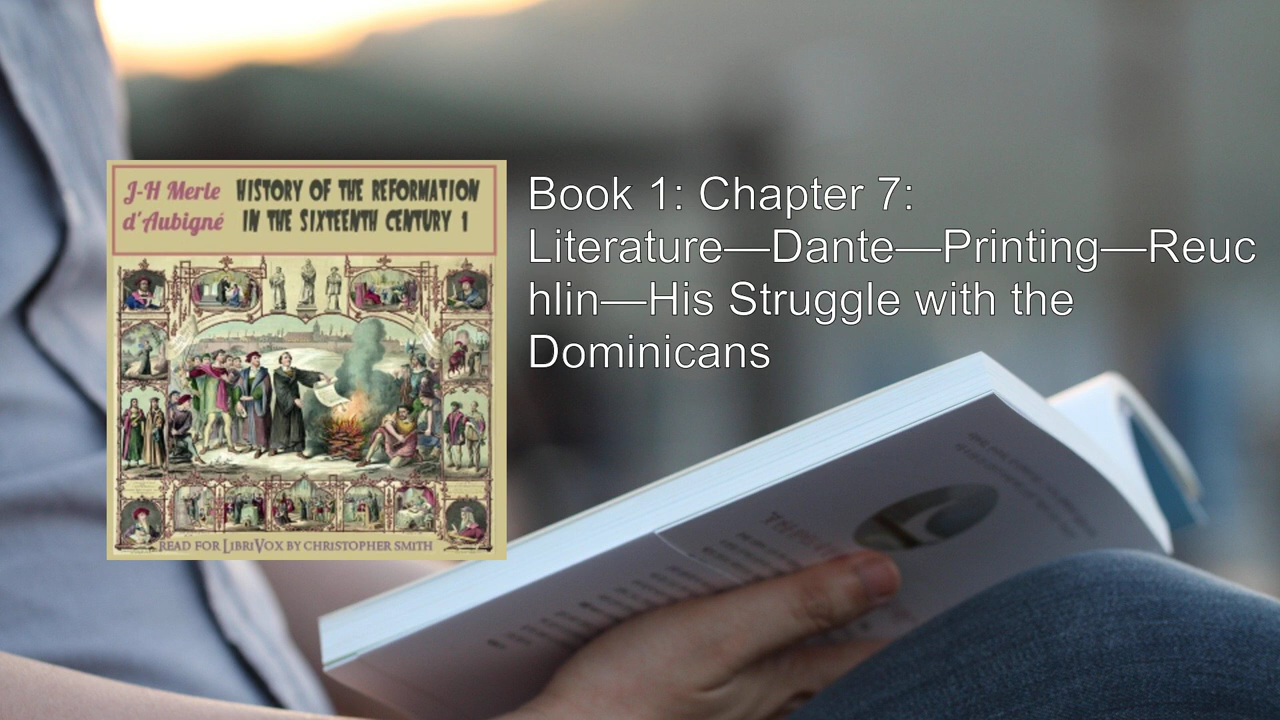 J-H Merle
d'Aubigné
HISTORY OF THE REFORMATION
IN THE SIXTEENTH CENTURY 1
READ FOR LIBRIVOX BY CHRISTOPHER SMITH
Book 1: Chapter 7:
Literature—Dante—Printing—Reuc
hlin—His Struggle with the
Dominicans